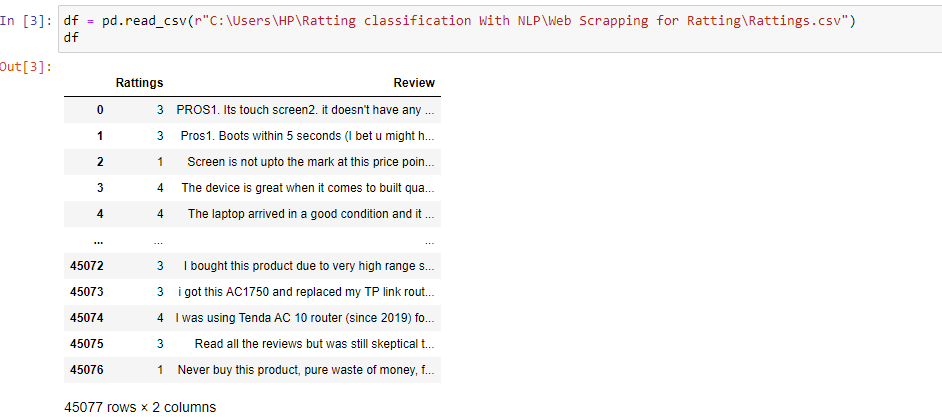 In [3]: df = pd.read_csv(r"C:\Users\HP\Ratting classification With NLP\Web Scrapping for Ratting\Rattings.csv")
df
Out[3]:
Rattings Review
0 3 PROS1. Its touch screen2. it doesn't have any ...
1 3 Pros1. Boots within 5 seconds (I bet u might h...
2 1 Screen is not upto the mark at this price poin...
3 4 The device is great when it comes to built qua...
4 4 The laptop arrived in a good condition and it ...
... ... ...
45072 3 I bought this product due to very high range s...
45073 3 i got this AC1750 and replaced my TP link rout...
45074 4 I was using Tenda AC 10 router (since 2019) fo...
45075 3 Read all the reviews but was still skeptical t...
45076 1 Never buy this product, pure waste of money, f...
45077 rows × 2 columns